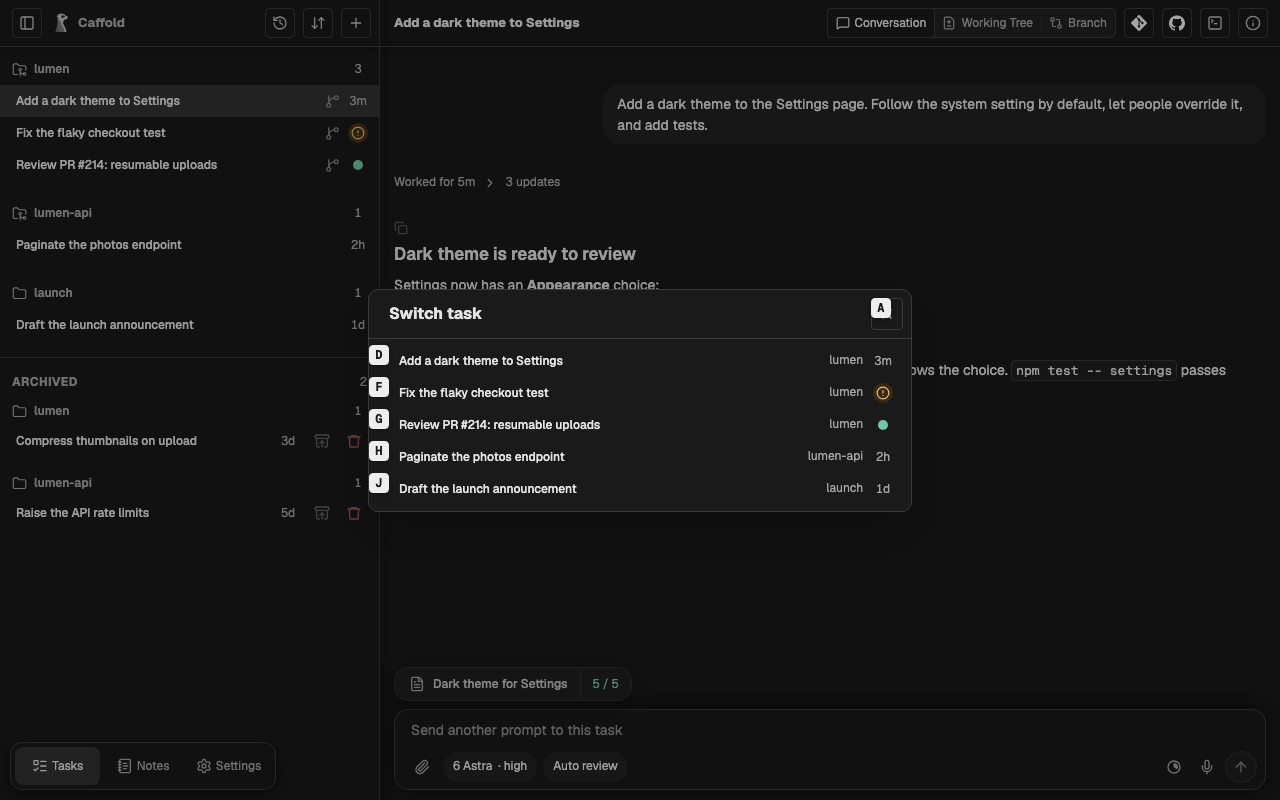 Caffold
lumen 3
Add a dark theme to Settings 3m
Fix the flaky checkout test
Review PR #214: resumable uploads
lumen-api 1
Paginate the photos endpoint 2h
launch 1
Draft the launch announcement 1d
ARCHIVED 2
lumen 1
Compress thumbnails on upload 3d
lumen-api 1
Raise the API rate limits 5d
Tasks Notes Settings
Add a dark theme to Settings
Conversation Working Tree Branch
Add a dark theme to the Settings page. Follow the system setting by default, let people override it,
and add tests.
Worked for 5m 3 updates
Dark theme is ready to review
Settings now has an Appearance choice:
ows the choice. npm test -- settings passes
Switch task A
D Add a dark theme to Settings lumen 3m
F Fix the flaky checkout test lumen
G Review PR #214: resumable uploads lumen
H Paginate the photos endpoint lumen-api 2h
J Draft the launch announcement launch 1d
Dark theme for Settings 5 / 5
Send another prompt to this task
6 Astra · high Auto review